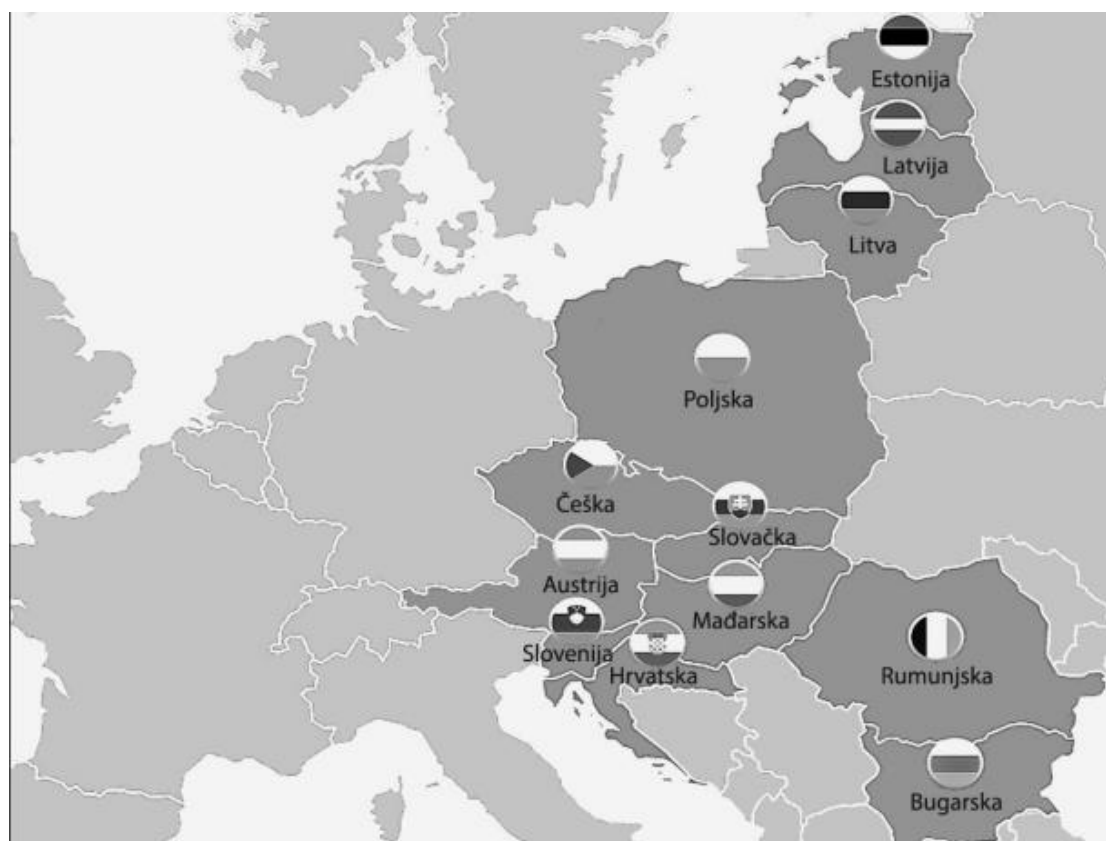 Estonija
Latvija
Litva
Poljska
Češka
Slovačka
Austrija
Mađarska
Slovenija
Hrvatska
Rumunjska
Bugarska